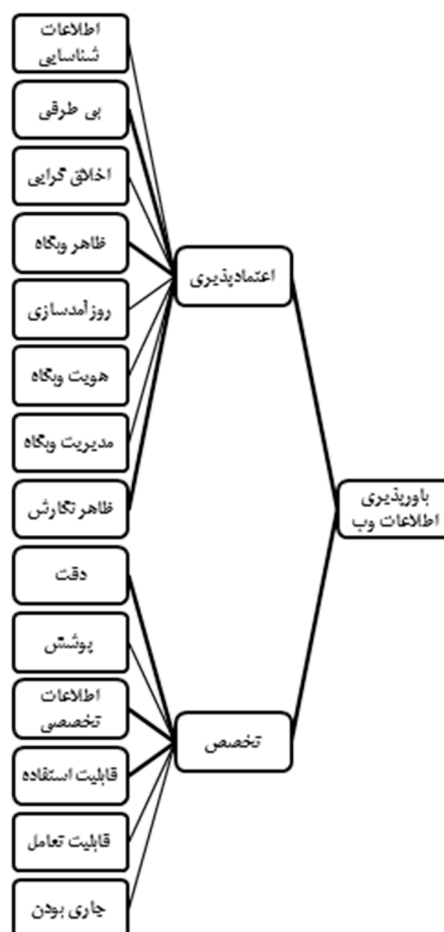 باورپذیری
اطلاعات وب
اعتمادپذیری
اطلاعات
شناسایی
بی طرفی
اخلاق گرایی
ظاهر وبگاه
روزآمدسازی
هویت وبگاه
مدیریت وبگاه
ظاهر نگارش
تخصص
دقت
پوشش
اطلاعات
تخصصی
قابلیت استفاده
قابلیت تعامل
جاری بودن